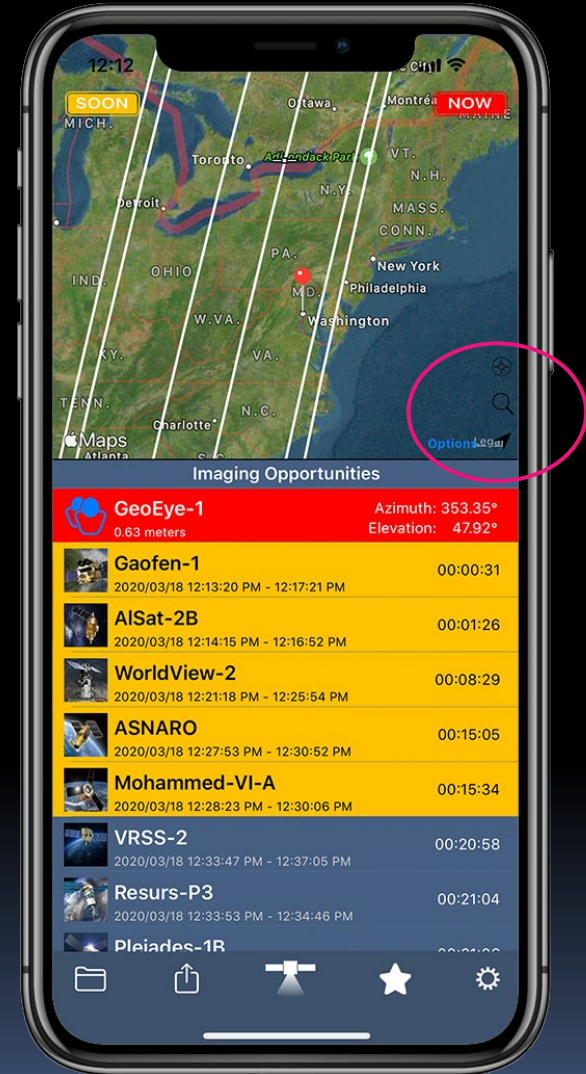 12:12
SOON
NOW
MICH.
Ottawa
Montréa
MAINE
Toronto
Adirondack Par
VT.
N.H.
N.Y.
Detroit
MASS.
CONN.
PA.
New York
IND.
OHIO
MD.
Philadelphia
W.VA.
Washington
KY.
VA.
TENN.
N.C.
Charlotte
Maps
Options
Legal
Atlanta
S.C.
Imaging Opportunities
GeoEye-1
Azimuth: 353.35°
0.63 meters
Elevation: 47.92°
Gaofen-1
00:00:31
2020/03/18 12:13:20 PM - 12:17:21 PM
AlSat-2B
00:01:26
2020/03/18 12:14:15 PM - 12:16:52 PM
WorldView-2
00:08:29
2020/03/18 12:21:18 PM - 12:25:54 PM
ASNARO
00:15:05
2020/03/18 12:27:53 PM - 12:30:52 PM
Mohammed-VI-A
00:15:34
2020/03/18 12:28:23 PM - 12:30:06 PM
VRSS-2
00:20:58
2020/03/18 12:33:47 PM - 12:37:05 PM
Resurs-P3
00:21:04
2020/03/18 12:33:53 PM - 12:34:46 PM
Pleiades-1B